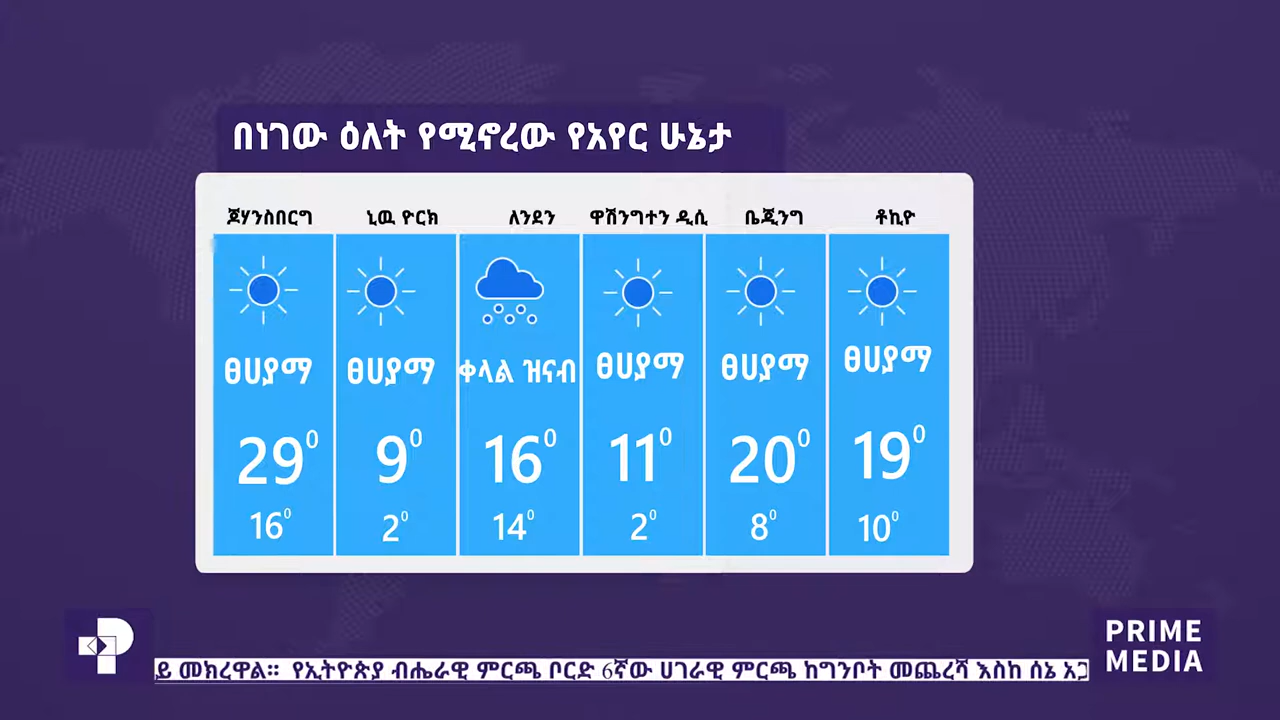 በነገው ዕለት የሚኖረው የአየር ሁኔታ
ጆሃንስበርግ ኒዉ ዮርክ ለንደን ዋሽንግተን ዲሲ ቤጂንግ ቶኪዮ
ፀሀያማ ፀሀያማ ቀላል ዝናብ ፀሀያማ ፀሀያማ ፀሀያማ
29⁰ 9⁰ 16⁰ 11⁰ 20⁰ 19⁰
16⁰ 2⁰ 14⁰ 2⁰ 8⁰ 10⁰
PRIME
MEDIA
ይ መክረዋል። የኢትዮጵያ ብሔራዊ ምርጫ ቦርድ 6ኛው ሀገራዊ ምርጫ ከግንቦት መጨረሻ እስከ ሰኔ